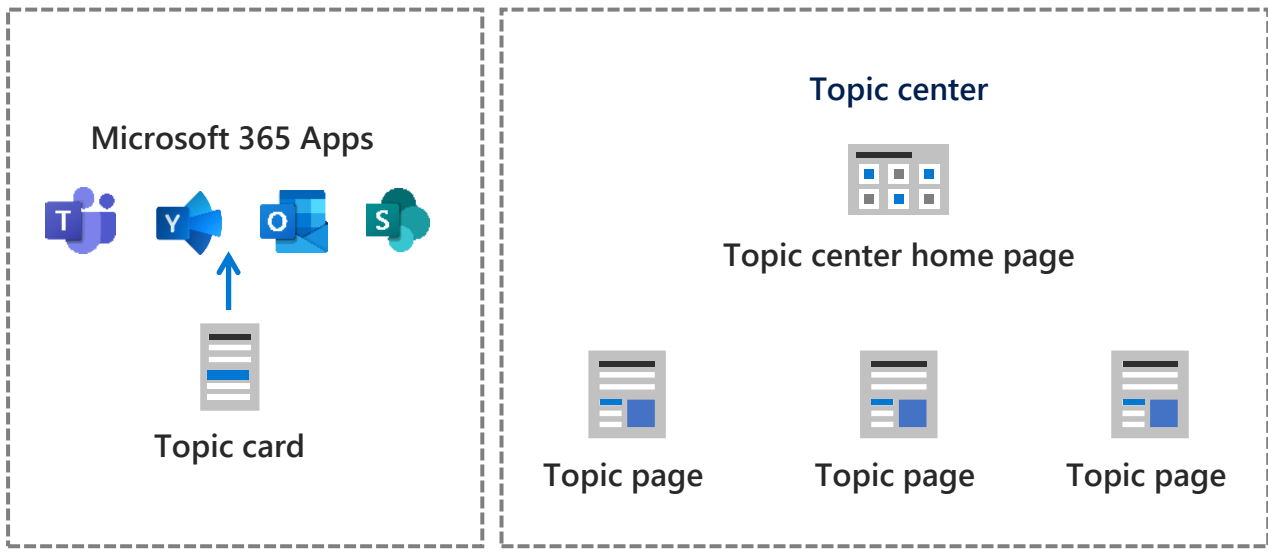 Microsoft 365 Apps
T
Y
O
S
Topic card
Topic center
Topic center home page
Topic page
Topic page
Topic page